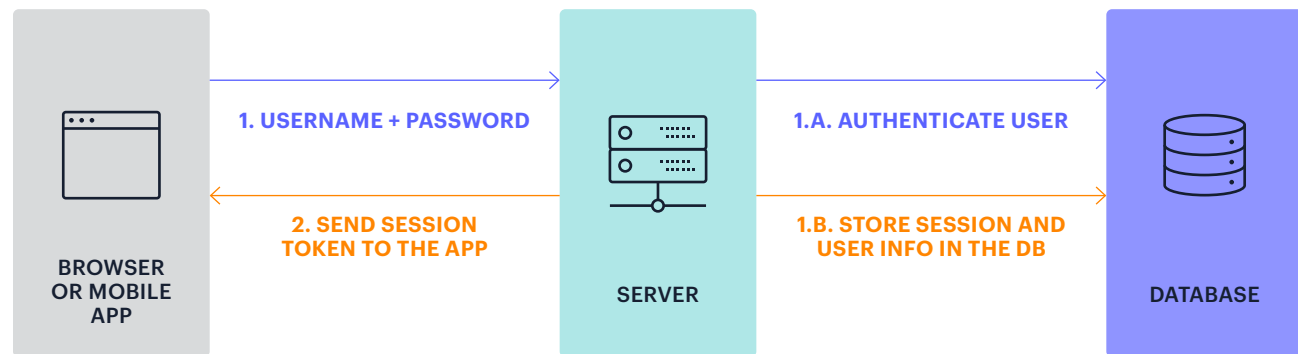 1. USERNAME + PASSWORD
1.A. AUTHENTICATE USER
2. SEND SESSION
TOKEN TO THE APP
1.B. STORE SESSION AND
USER INFO IN THE DB
BROWSER
OR MOBILE
APP
SERVER
DATABASE